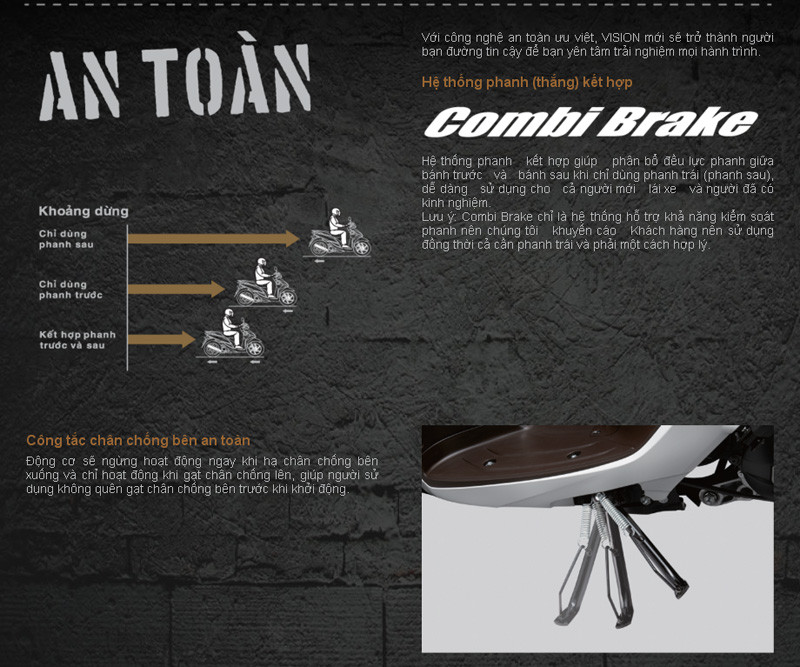 AN TOÀN
Với công nghệ an toàn ưu việt, VISION mới sẽ trở thành người
bạn đường tin cậy để bạn yên tâm trải nghiệm mọi hành trình.
Hệ thống phanh (thắng) kết hợp
Combi Brake
Hệ thống phanh kết hợp giúp phân bổ đều lực phanh giữa
bánh trước và bánh sau khi chỉ dùng phanh trái (phanh sau),
dễ dàng sử dụng cho cả người mới lái xe và người đã có
kinh nghiệm.
Lưu ý: Combi Brake chỉ là hệ thống hỗ trợ khả năng kiểm soát
phanh nên chúng tôi khuyến cáo Khách hàng nên sử dụng
đồng thời cả cần phanh trái và phải một cách hợp lý.
Khoảng dừng
Chỉ dùng
phanh sau
Chỉ dùng
phanh trước
Kết hợp phanh
trước và sau
Công tắc chân chống bên an toàn
Động cơ sẽ ngừng hoạt động ngay khi hạ chân chống bên
xuống và chỉ hoạt động khi gạt chân chống lên, giúp người sử
dụng không quên gạt chân chống bên trước khi khởi động.